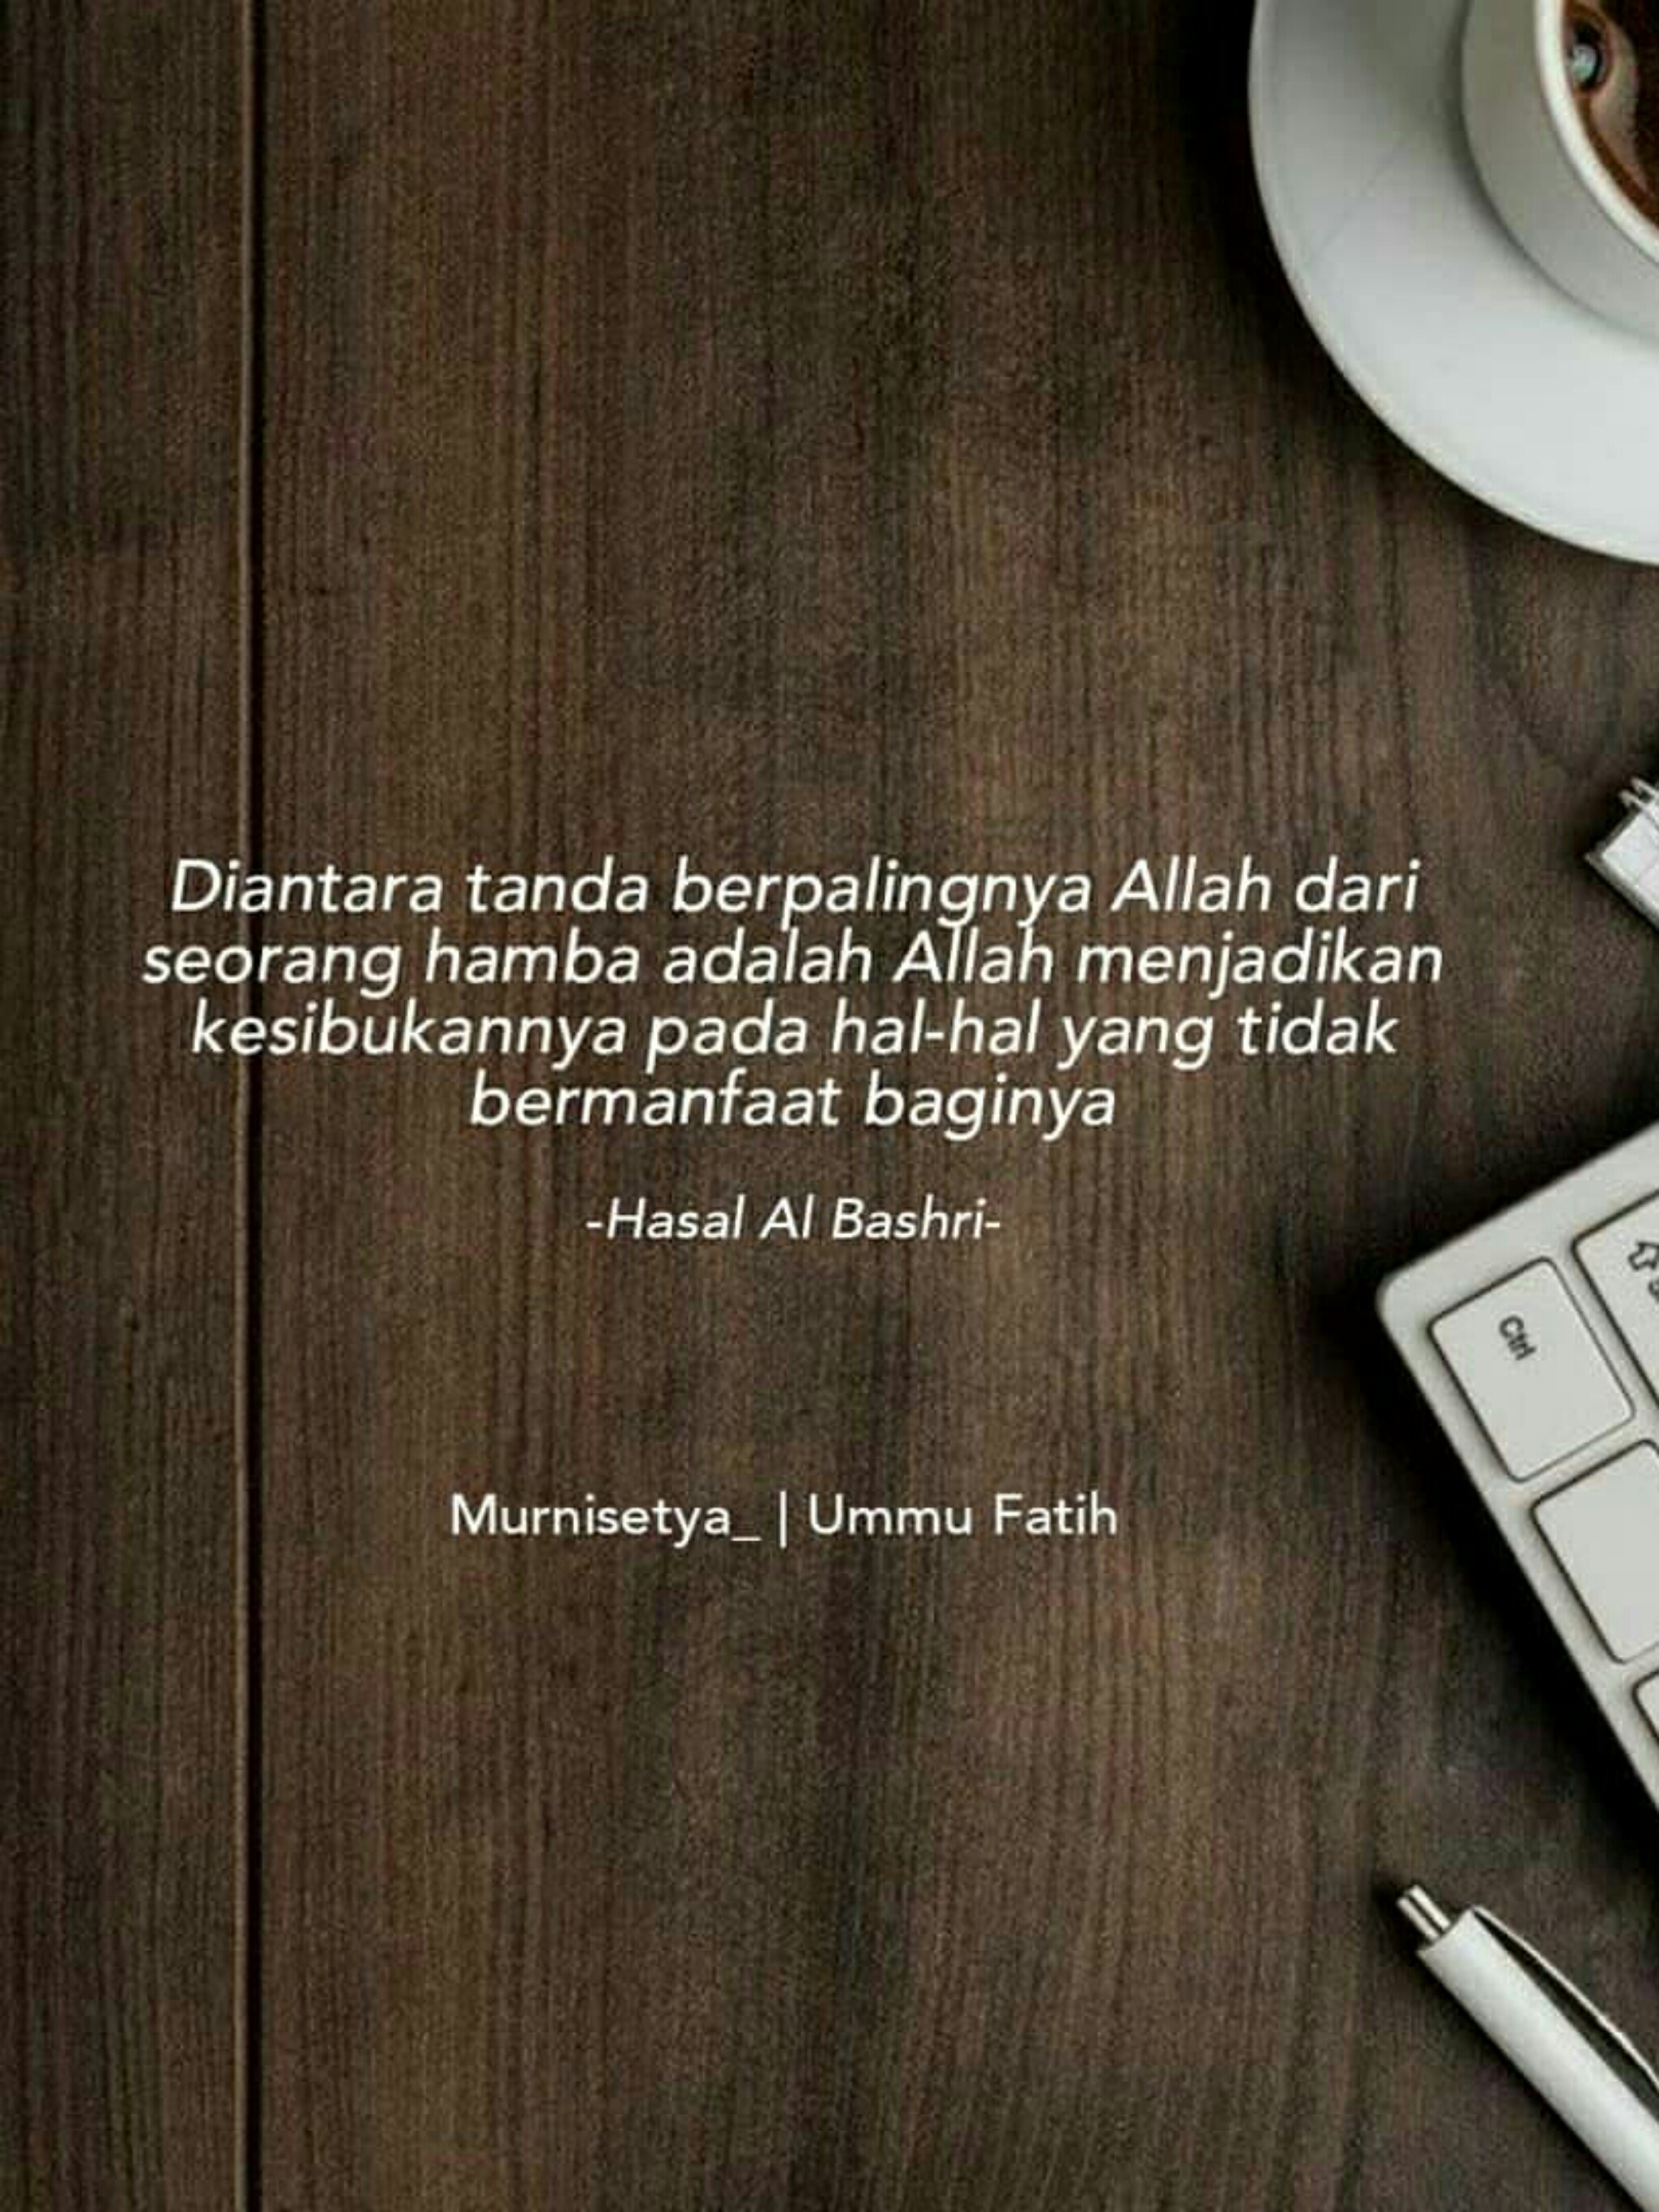 Diantara tanda berpalingnya Allah dari
seorang hamba adalah Allah menjadikan
kesibukannya pada hal-hal yang tidak
bermanfaat baginya
-Hasal Al Bashri-
Murnisetya_ | Ummu Fatih
Ctrl